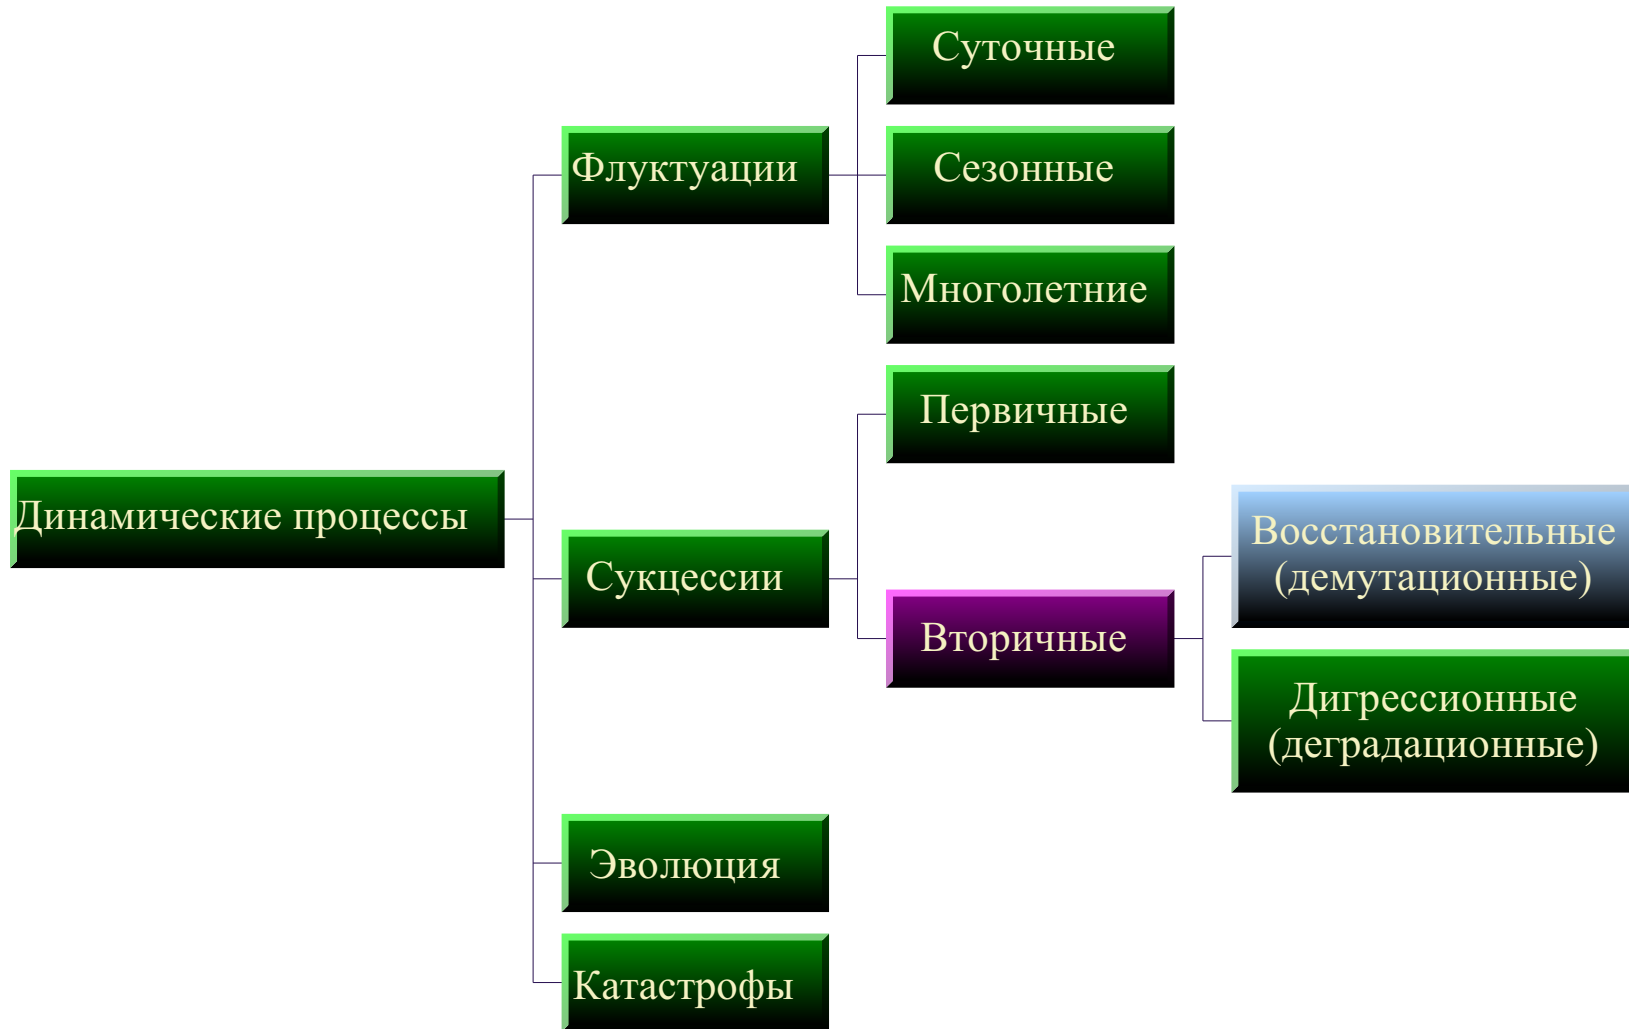 Динамические процессы
Флуктуации
Суточные
Сезонные
Многолетние
Сукцессии
Первичные
Вторичные
Восстановительные
(демутационные)
Дигрессионные
(деградационные)
Эволюция
Катастрофы